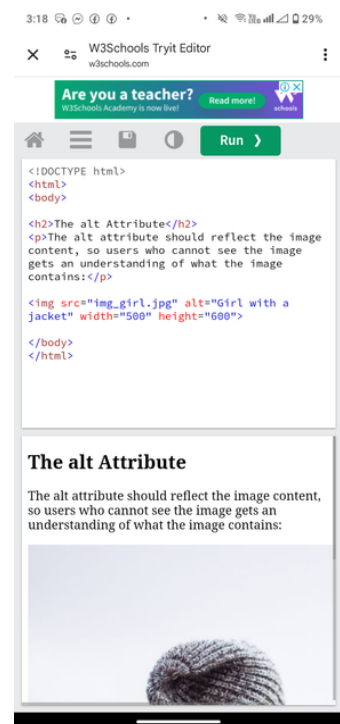 3:18
29%
W3Schools Tryit Editor
w3schools.com
Are you a teacher?
W3Schools Academy is now live!
Read more!
schools
Run ❯
<!DOCTYPE html>
<html>
<body>
<h2>The alt Attribute</h2>
<p>The alt attribute should reflect the image
content, so users who cannot see the image
gets an understanding of what the image
contains:</p>
<img src="img_girl.jpg" alt="Girl with a
jacket" width="500" height="600">
</body>
</html>
The alt Attribute
The alt attribute should reflect the image content,
so users who cannot see the image gets an
understanding of what the image contains: